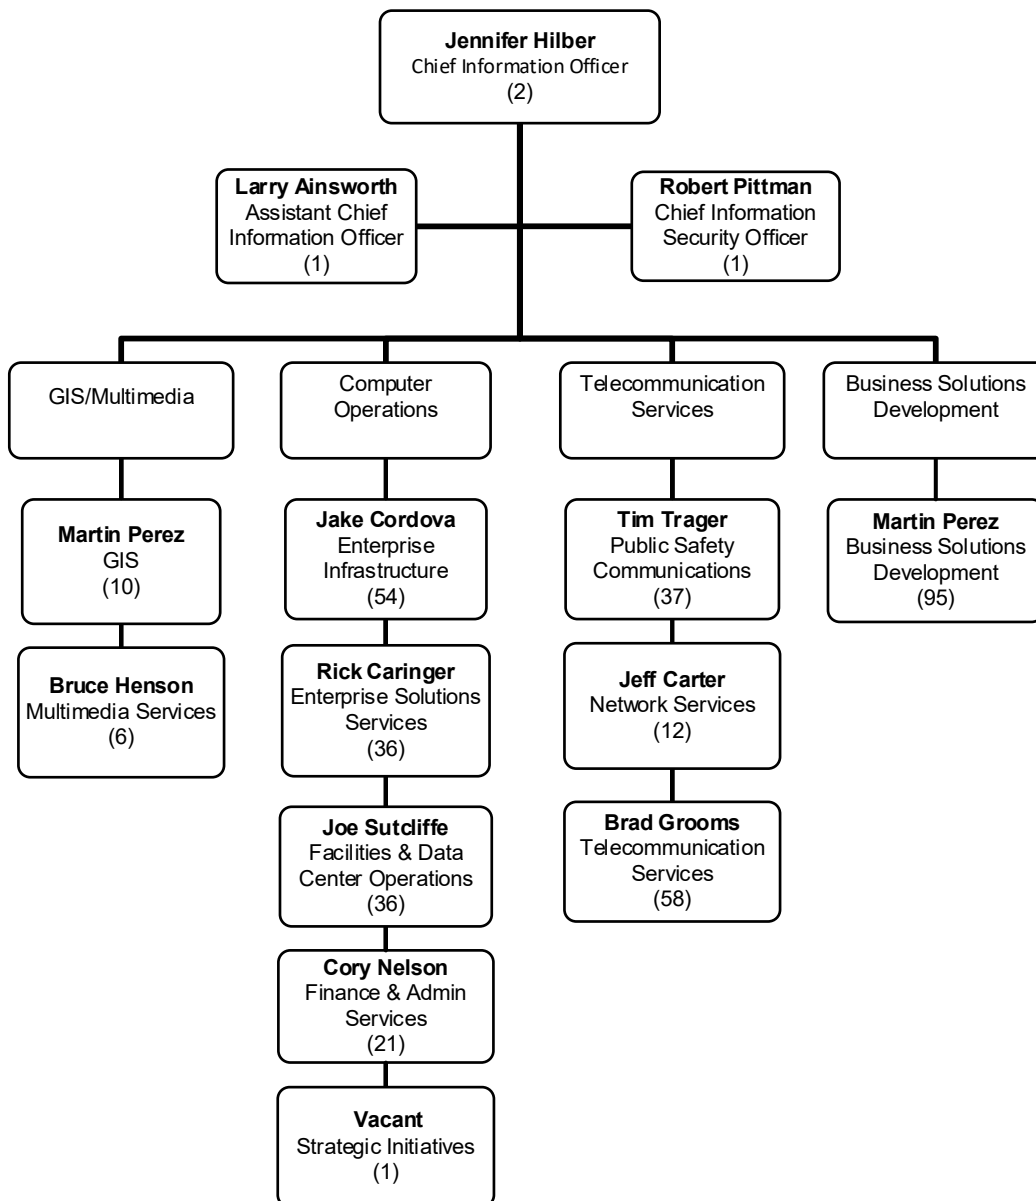 Jennifer Hilber
Chief Information Officer
(2)
Larry Ainsworth
Assistant Chief
Information Officer
(1)
Robert Pittman
Chief Information
Security Officer
(1)
GIS/Multimedia
Computer
Operations
Telecommunication
Services
Business Solutions
Development
Martin Perez
GIS
(10)
Jake Cordova
Enterprise
Infrastructure
(54)
Tim Trager
Public Safety
Communications
(37)
Martin Perez
Business Solutions
Development
(95)
Bruce Henson
Multimedia Services
(6)
Rick Caringer
Enterprise Solutions
Services
(36)
Jeff Carter
Network Services
(12)
Joe Sutcliffe
Facilities & Data
Center Operations
(36)
Brad Grooms
Telecommunication
Services
(58)
Cory Nelson
Finance & Admin
Services
(21)
Vacant
Strategic Initiatives
(1)